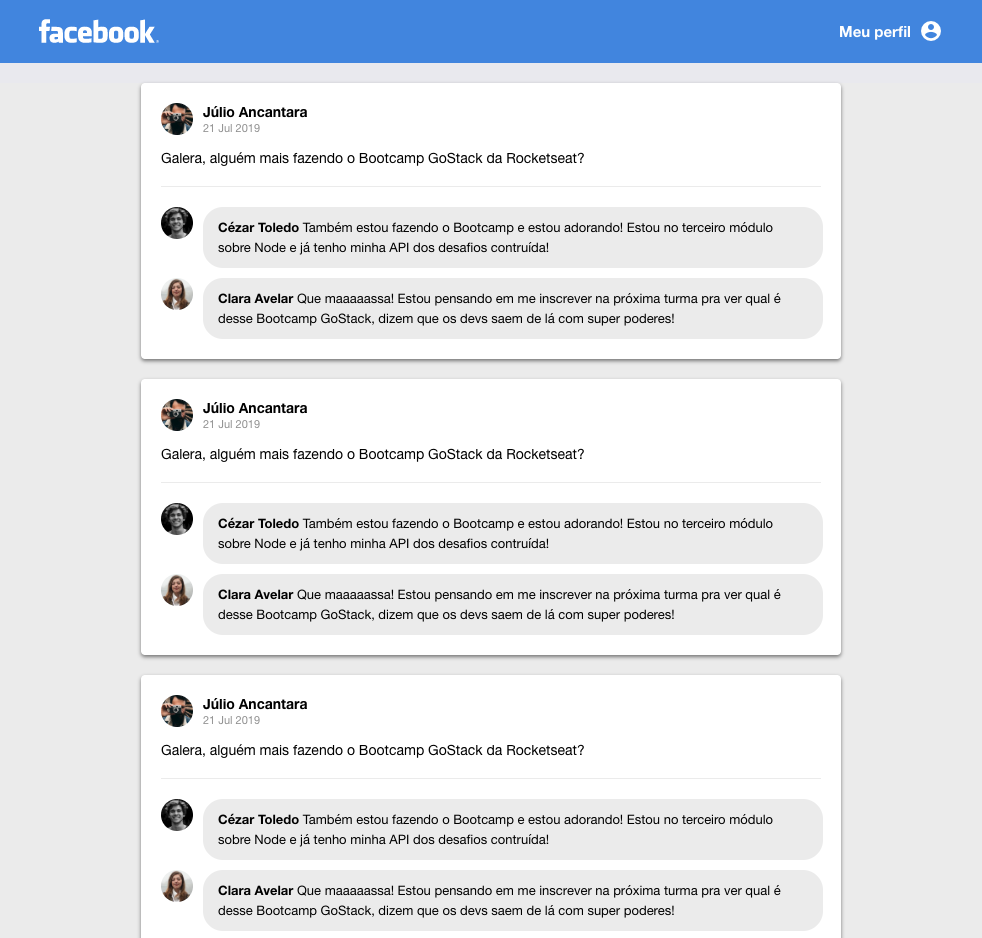 facebook.
Meu perfil
Júlio Ancantara
21 Jul 2019
Galera, alguém mais fazendo o Bootcamp GoStack da Rocketseat?
Cézar Toledo Também estou fazendo o Bootcamp e estou adorando! Estou no terceiro módulo
sobre Node e já tenho minha API dos desafios contruída!
Clara Avelar Que maaaaassa! Estou pensando em me inscrever na próxima turma pra ver qual é
desse Bootcamp GoStack, dizem que os devs saem de lá com super poderes!
Júlio Ancantara
21 Jul 2019
Galera, alguém mais fazendo o Bootcamp GoStack da Rocketseat?
Cézar Toledo Também estou fazendo o Bootcamp e estou adorando! Estou no terceiro módulo
sobre Node e já tenho minha API dos desafios contruída!
Clara Avelar Que maaaaassa! Estou pensando em me inscrever na próxima turma pra ver qual é
desse Bootcamp GoStack, dizem que os devs saem de lá com super poderes!
Júlio Ancantara
21 Jul 2019
Galera, alguém mais fazendo o Bootcamp GoStack da Rocketseat?
Cézar Toledo Também estou fazendo o Bootcamp e estou adorando! Estou no terceiro módulo
sobre Node e já tenho minha API dos desafios contruída!
Clara Avelar Que maaaaassa! Estou pensando em me inscrever na próxima turma pra ver qual é
desse Bootcamp GoStack, dizem que os devs saem de lá com super poderes!